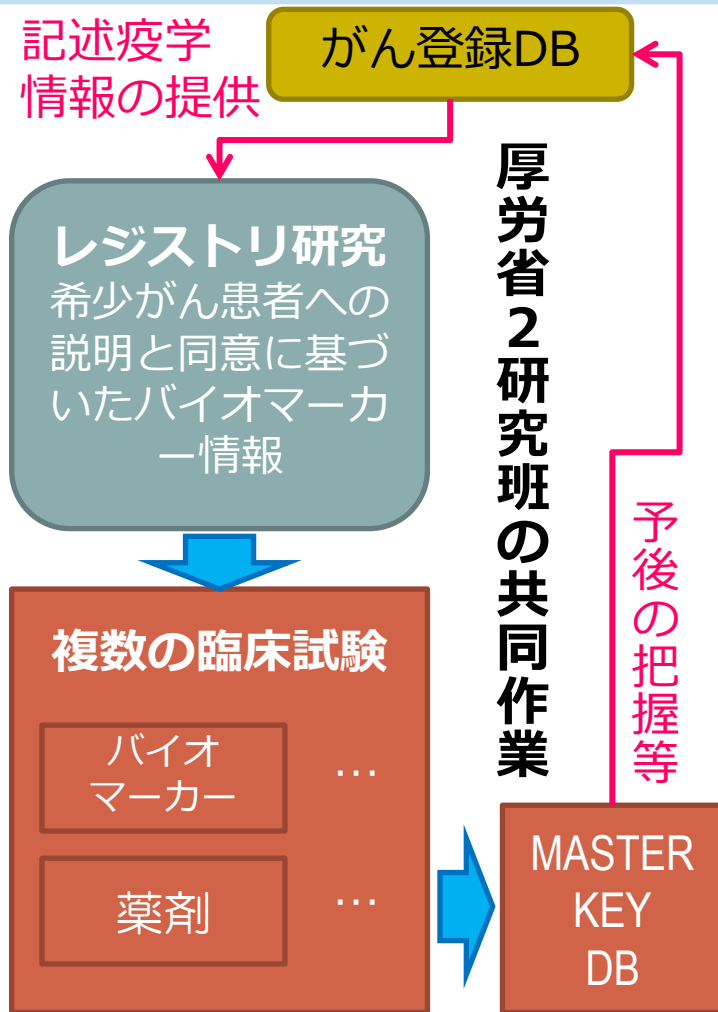 記述疫学
情報の提供
がん登録DB
レジストリ研究
希少がん患者への
説明と同意に基づ
いたバイオマーカ
ー情報
厚労省２研究班の共同作業
予後の把握等
複数の臨床試験
バイオ
マーカー
…
薬剤
…
MASTER
KEY
DB